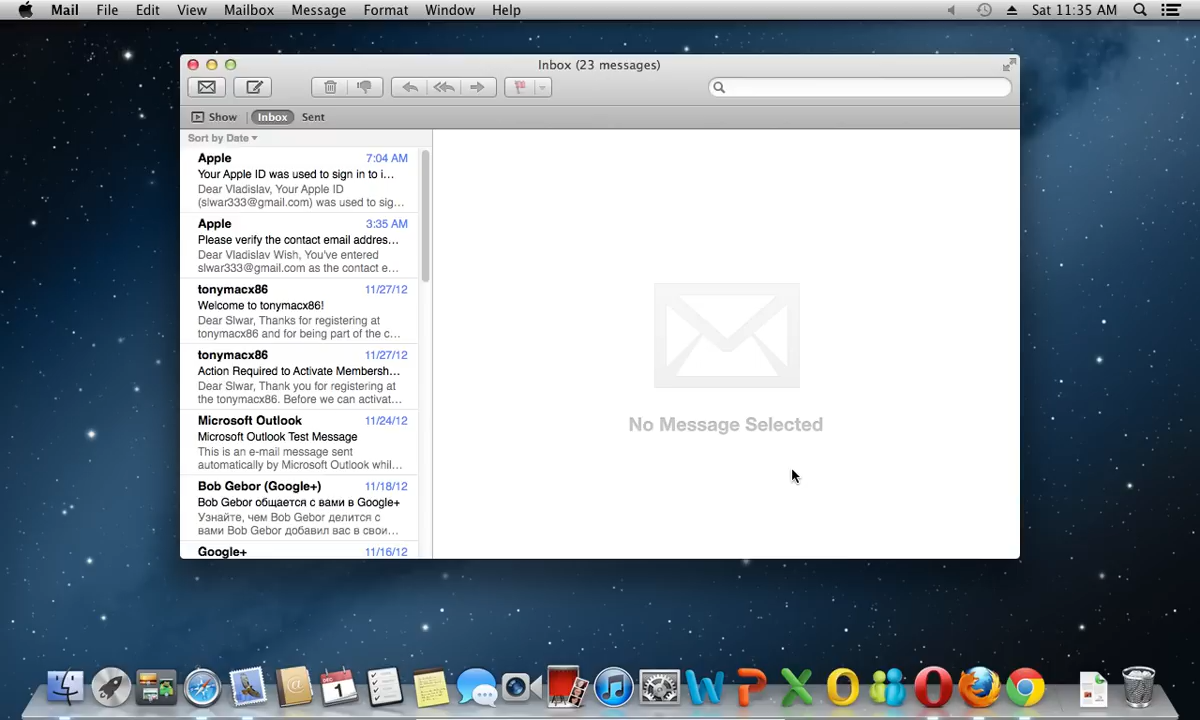 Mail File Edit View Mailbox Message Format Window Help Sat 11:35 AM
Inbox (23 messages)
Show Inbox Sent
Sort by Date
Apple 7:04 AM
Your Apple ID was used to sign in to i...
Dear Vladislav, Your Apple ID
(slwar333@gmail.com) was used to sig...
Apple 3:35 AM
Please verify the contact email addres...
Dear Vladislav Wish, You've entered
slwar333@gmail.com as the contact e...
tonymacx86 11/27/12
Welcome to tonymacx86!
Dear Slwar, Thanks for registering at
tonymacx86 and for being part of the c...
tonymacx86 11/27/12
Action Required to Activate Membersh...
Dear Slwar, Thank you for registering at
the tonymacx86. Before we can activat...
Microsoft Outlook 11/24/12
Microsoft Outlook Test Message
This is an e-mail message sent
automatically by Microsoft Outlook whil...
Bob Gebor (Google+) 11/18/12
Bob Gebor общается с вами в Google+
Узнайте, чем Bob Gebor делится с
вами Bob Gebor добавил вас в свои...
Google+ 11/16/12
No Message Selected
DEC
1